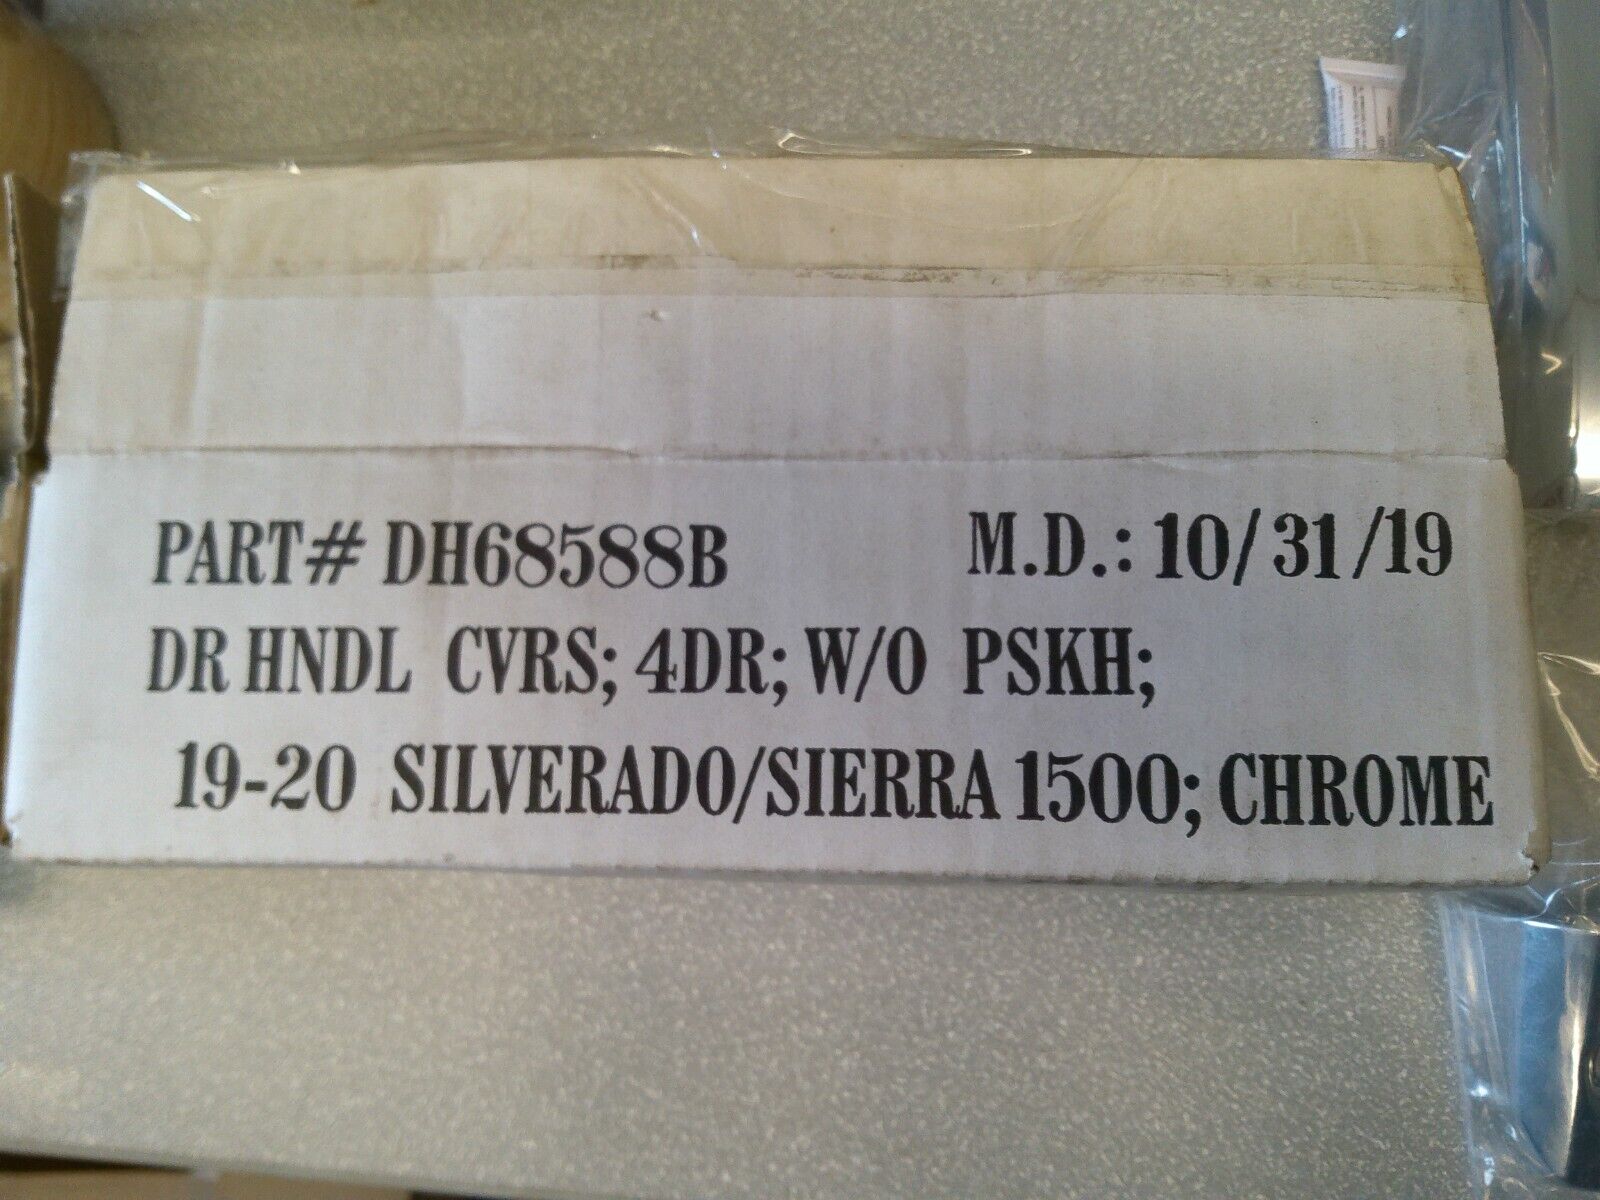 PART# DH68588B M.D.: 10/31/19
DR HNDL CVRS; 4DR; W/O PSKH;
19-20 SILVERADO/SIERRA 1500; CHROME